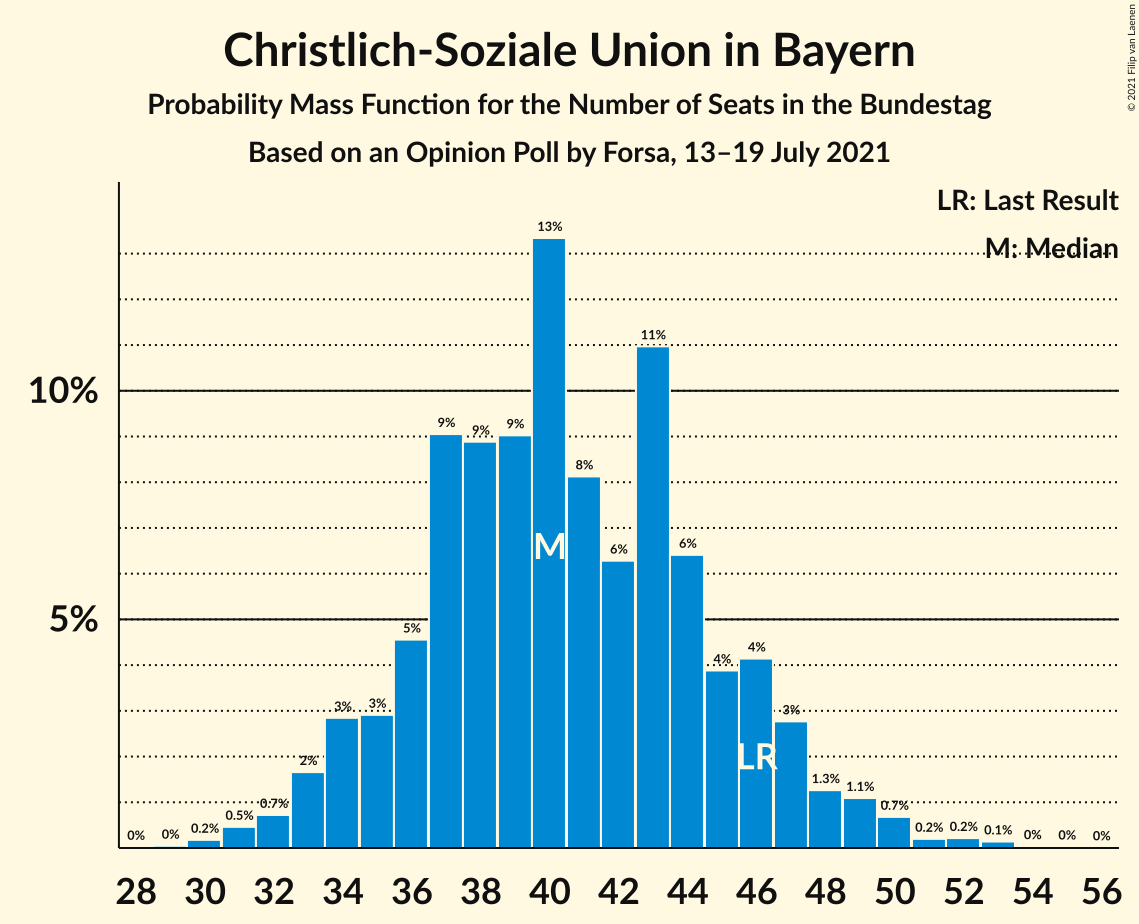 Christlich-Soziale Union in Bayern
Probability Mass Function for the Number of Seats in the Bundestag
Based on an Opinion Poll by Forsa, 13–19 July 2021
© 2021 Filip van Laenen
LR: Last Result
M: Median
10%
5%
0% 0% 0.2% 0.5% 0.7% 2% 3% 3% 5% 9% 9% 9% 13% 8% 6% 11% 6% 4% 4% 3% 1.3% 1.1% 0.7% 0.2% 0.2% 0.1% 0% 0% 0%
M
LR
28 30 32 34 36 38 40 42 44 46 48 50 52 54 56